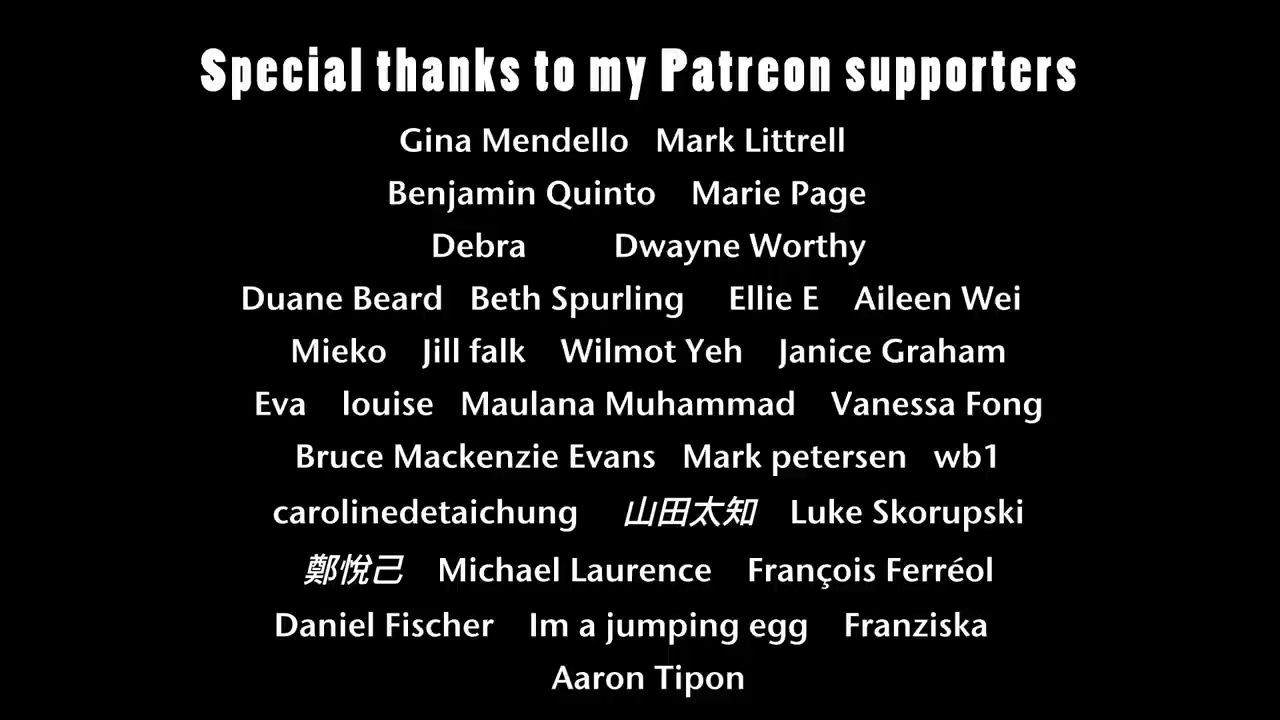 Special thanks to my Patreon supporters
Gina Mendello Mark Littrell
Benjamin Quinto Marie Page
Debra Dwayne Worthy
Duane Beard Beth Spurling Ellie E Aileen Wei
Mieko Jill falk Wilmot Yeh Janice Graham
Eva louise Maulana Muhammad Vanessa Fong
Bruce Mackenzie Evans Mark petersen wb1
carolinedetaichung 山田太知 Luke Skorupski
鄭悅己 Michael Laurence François Ferréol
Daniel Fischer Im a jumping egg Franziska
Aaron Tipon